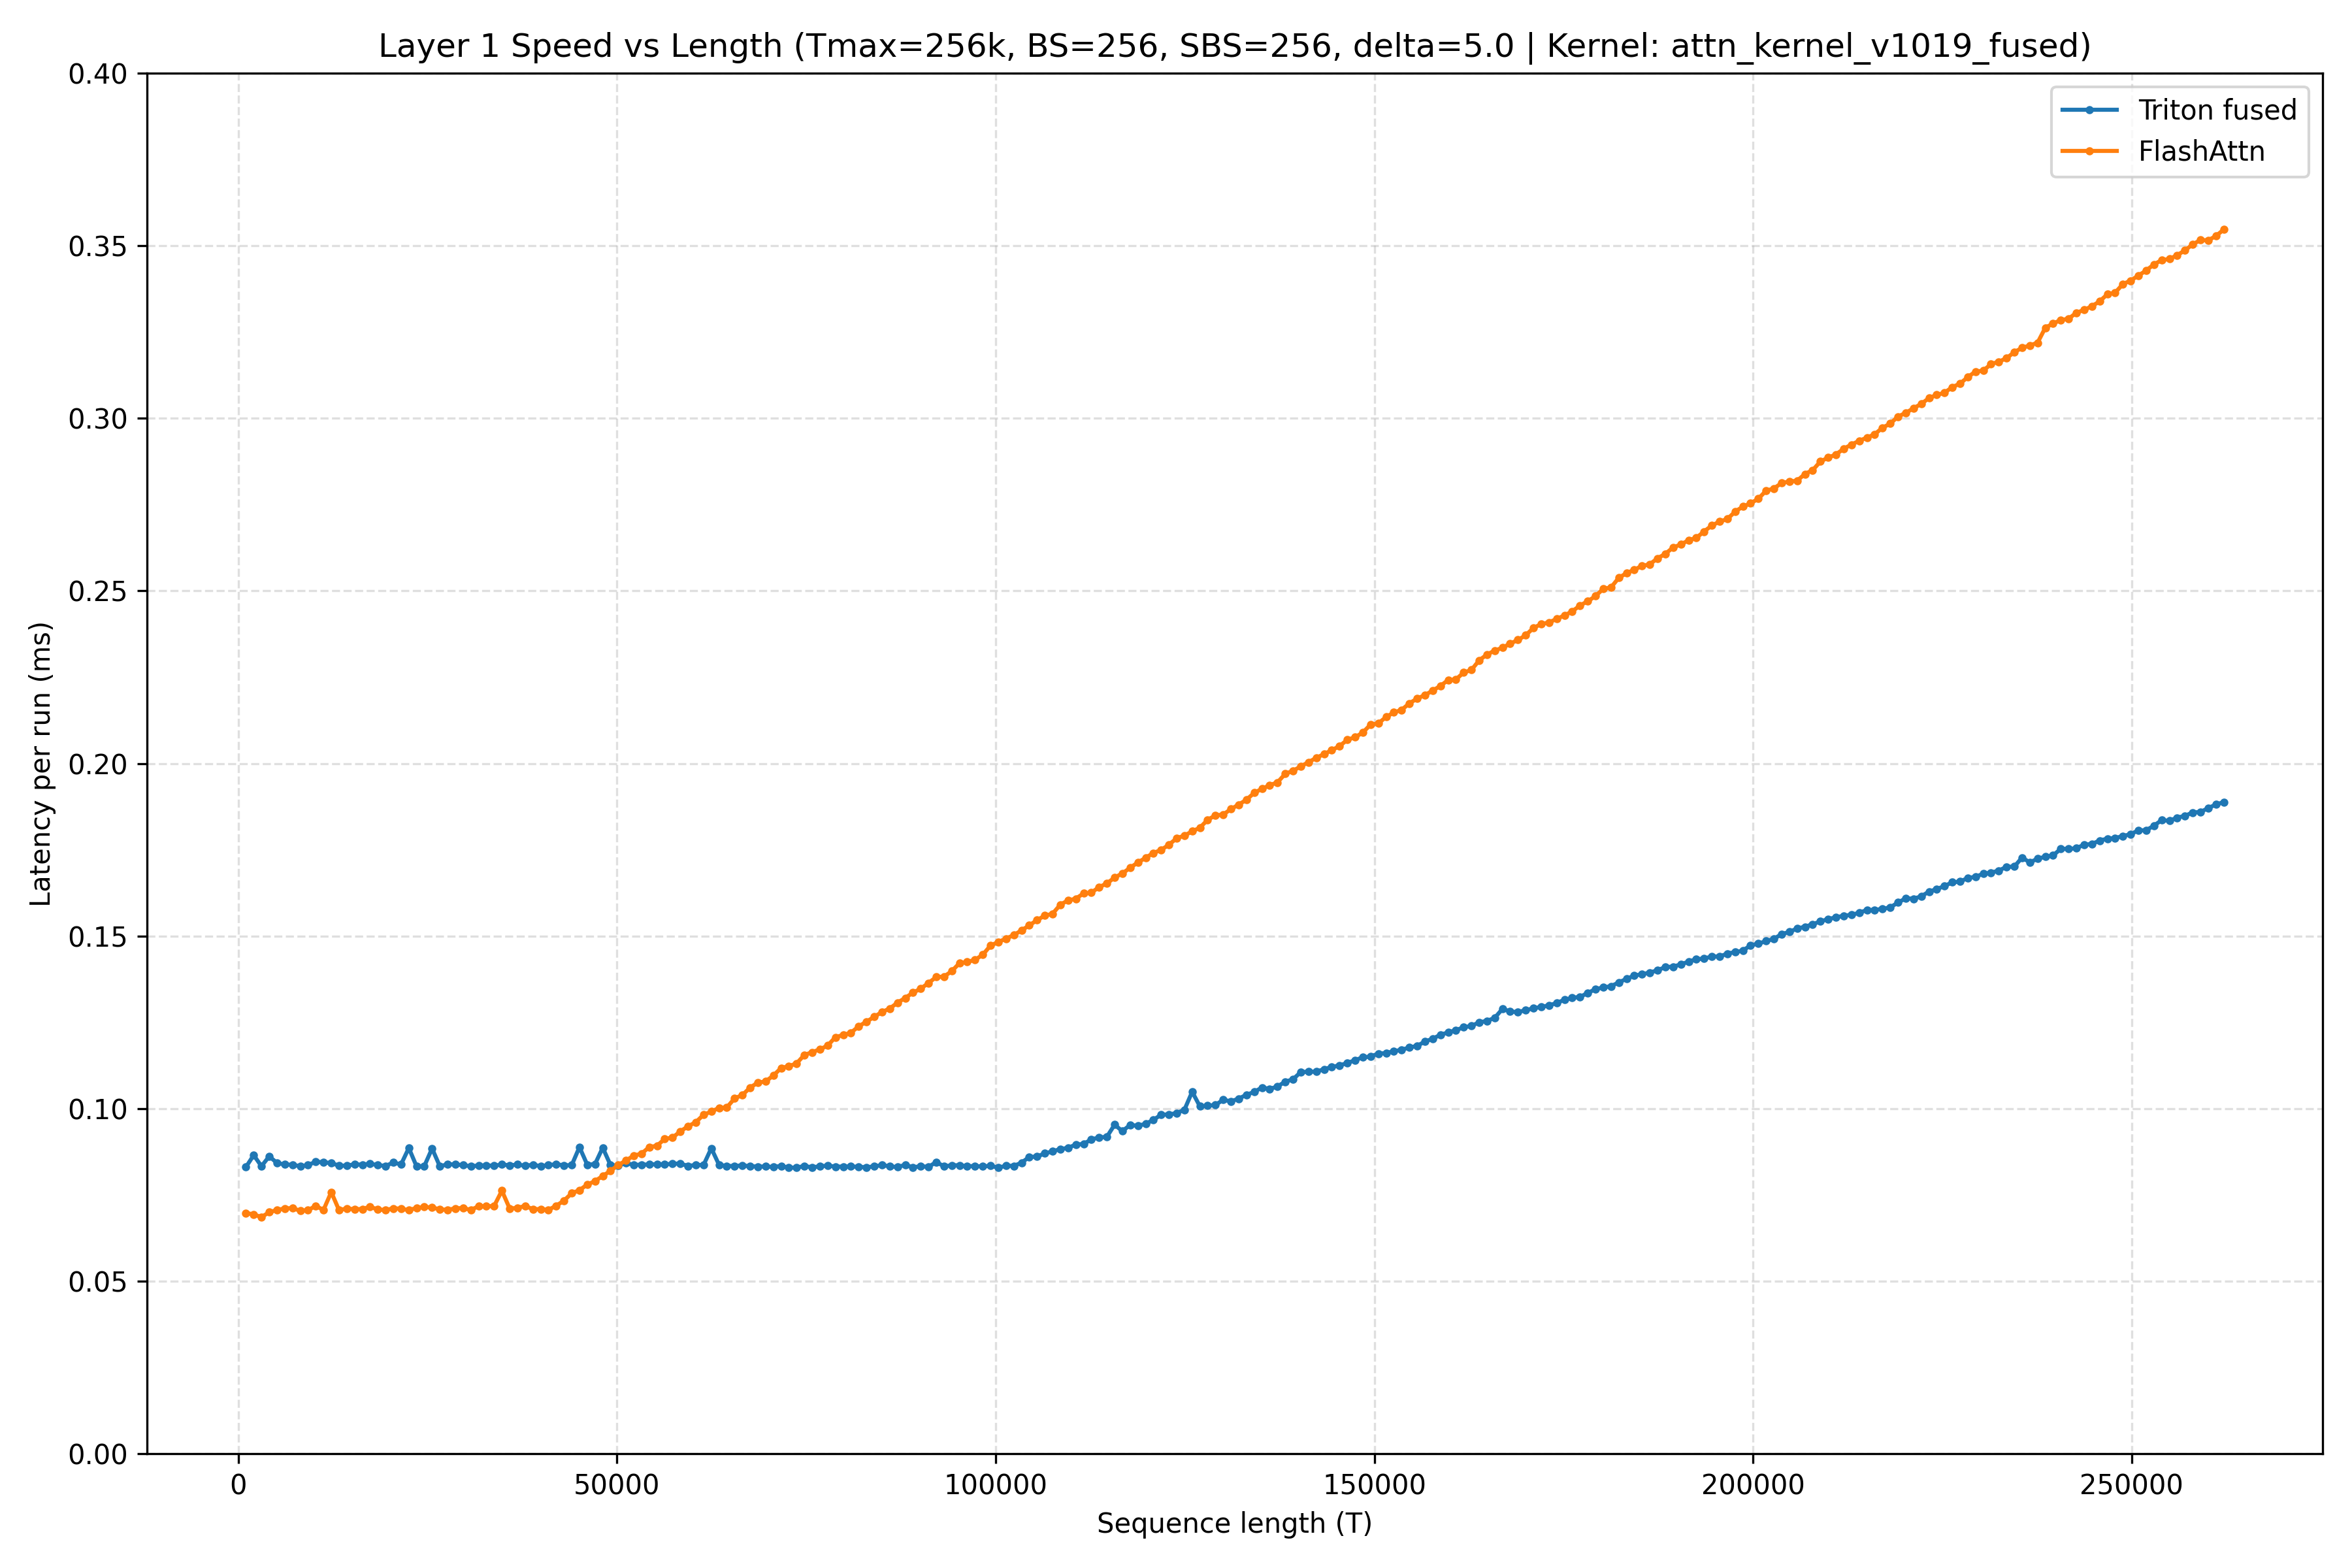 Layer 1 Speed vs Length (Tmax=256k, BS=256, SBS=256, delta=5.0 | Kernel: attn_kernel_v1019_fused)
Triton fused
FlashAttn
Latency per run (ms)
0.40
0.35
0.30
0.25
0.20
0.15
0.10
0.05
0.00
0 50000 100000 150000 200000 250000
Sequence length (T)